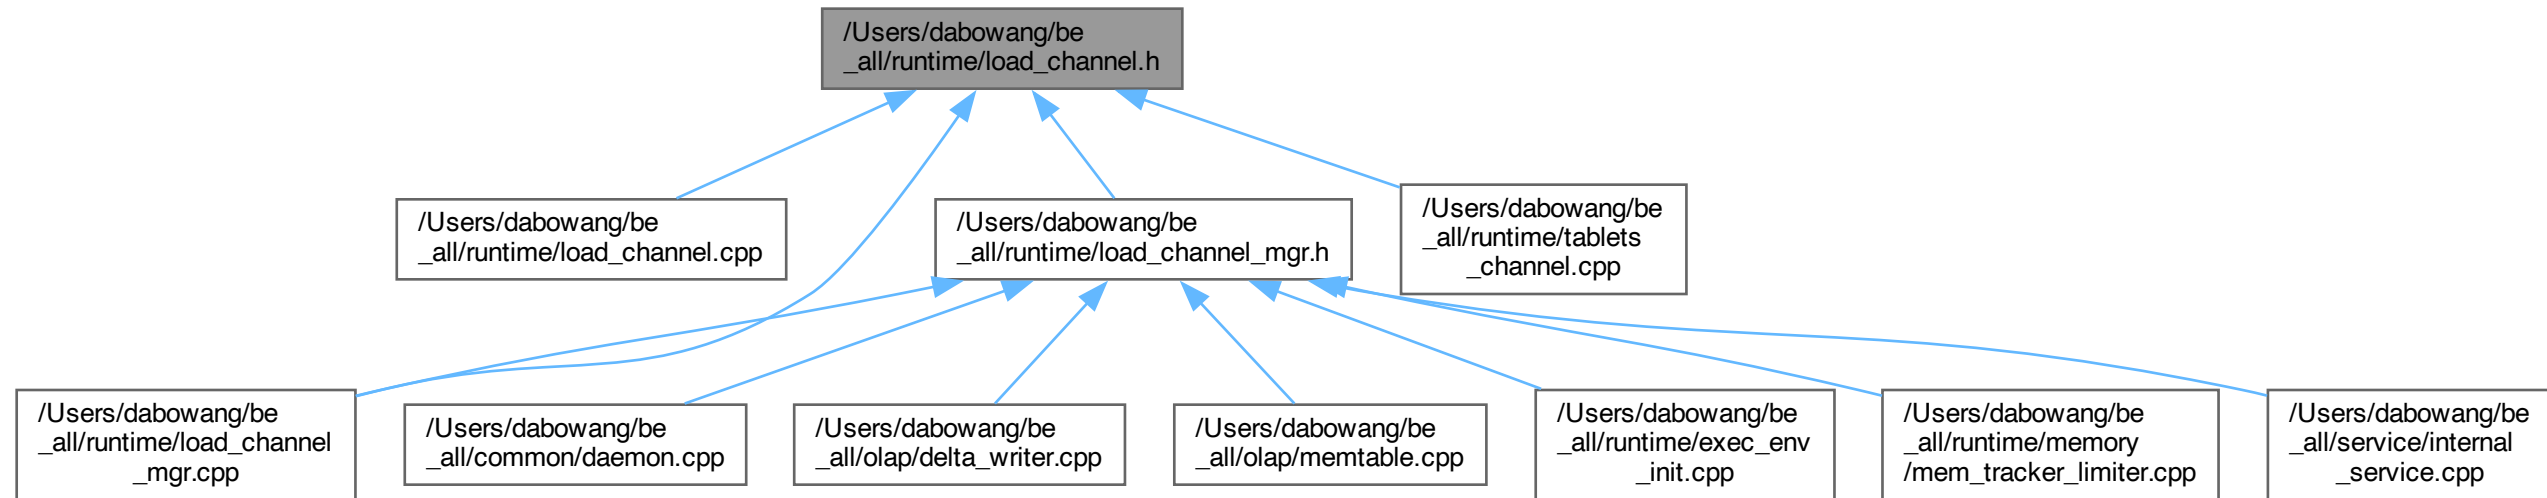 /Users/dabowang/be
_all/runtime/load_channel.h
/Users/dabowang/be
_all/runtime/load_channel.cpp
/Users/dabowang/be
_all/runtime/load_channel_mgr.h
/Users/dabowang/be
_all/runtime/tablets
_channel.cpp
/Users/dabowang/be
_all/runtime/load_channel
_mgr.cpp
/Users/dabowang/be
_all/common/daemon.cpp
/Users/dabowang/be
_all/olap/delta_writer.cpp
/Users/dabowang/be
_all/olap/memtable.cpp
/Users/dabowang/be
_all/runtime/exec_env
_init.cpp
/Users/dabowang/be
_all/runtime/memory
/mem_tracker_limiter.cpp
/Users/dabowang/be
_all/service/internal
_service.cpp